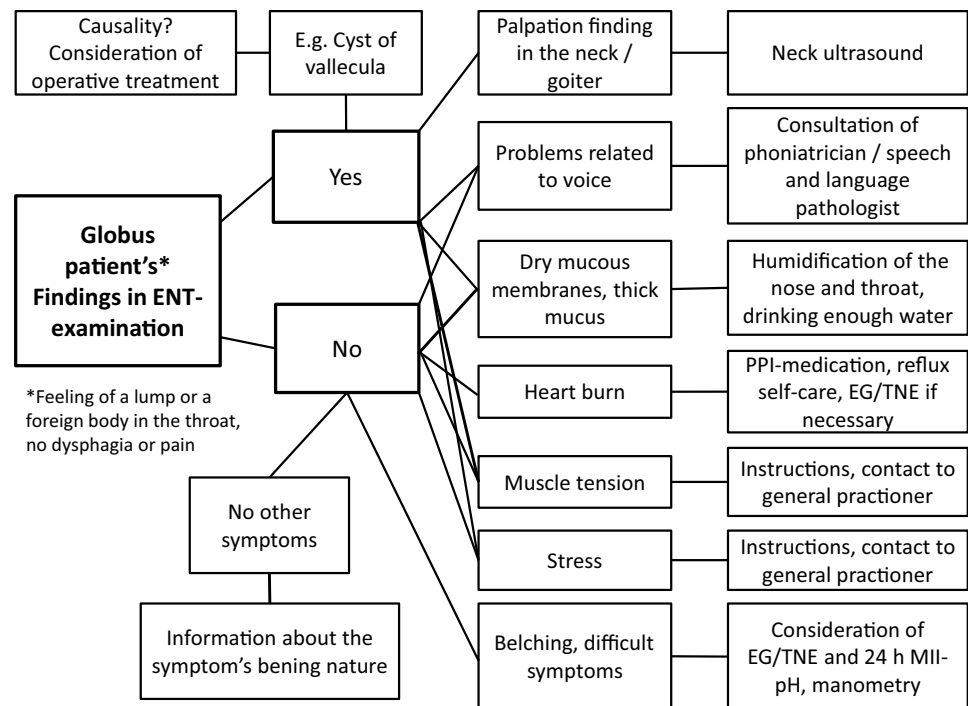 Causality?
Consideration of
operative treatment
E.g. Cyst of
vallecula
Palpation finding
in the neck /
goiter
Neck ultrasound
Yes
Problems related
to voice
Consultation of
phoniatrician / speech
and language
pathologist
Globus
patient's*
Findings in ENT-
examination
Dry mucous
membranes, thick
mucus
Humidification of the
nose and throat,
drinking enough water
No
Heart burn
PPI-medication, reflux
self-care, EG/TNE if
necessary
*Feeling of a lump or a
foreign body in the throat,
no dysphagia or pain
Muscle tension
Instructions, contact to
general practitioner
No other
symptoms
Stress
Instructions, contact to
general practitioner
Information about the
symptom's bening nature
Belching, difficult
symptoms
Consideration of
EG/TNE and 24 h MII-
pH, manometry